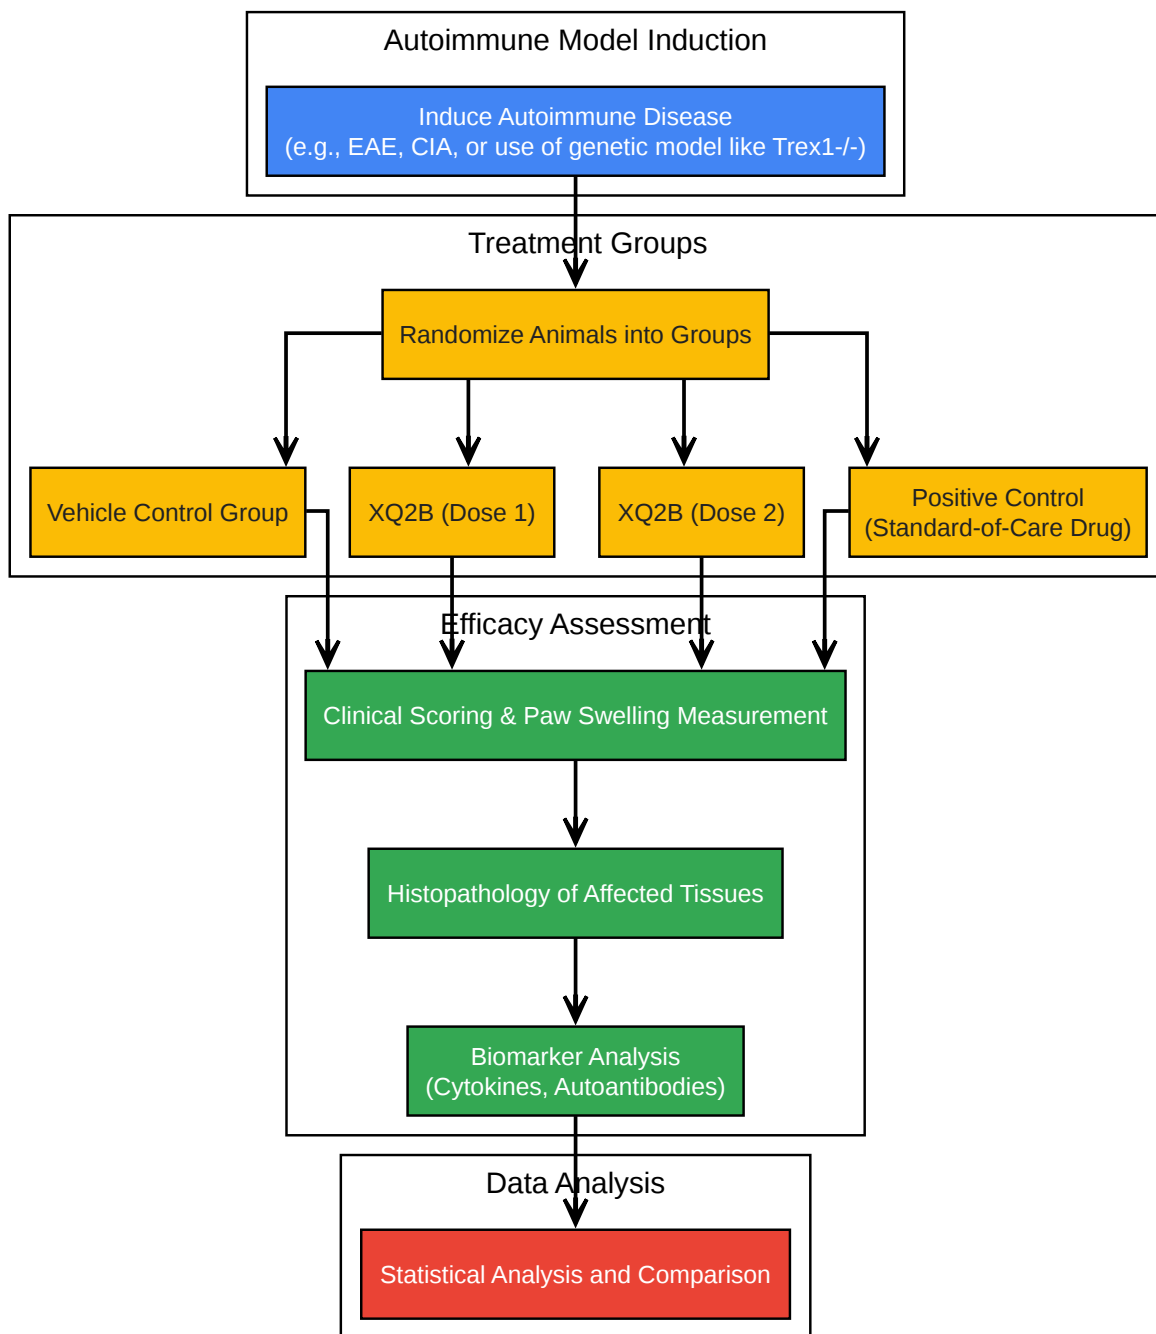 Autoimmune Model Induction
Induce Autoimmune Disease
(e.g., EAE, CIA, or use of genetic model like Trex1-/-)
Treatment Groups
Randomize Animals into Groups
Vehicle Control Group
XQ2B (Dose 1)
XQ2B (Dose 2)
Positive Control
(Standard-of-Care Drug)
Efficacy Assessment
Clinical Scoring & Paw Swelling Measurement
Histopathology of Affected Tissues
Biomarker Analysis
(Cytokines, Autoantibodies)
Data Analysis
Statistical Analysis and Comparison